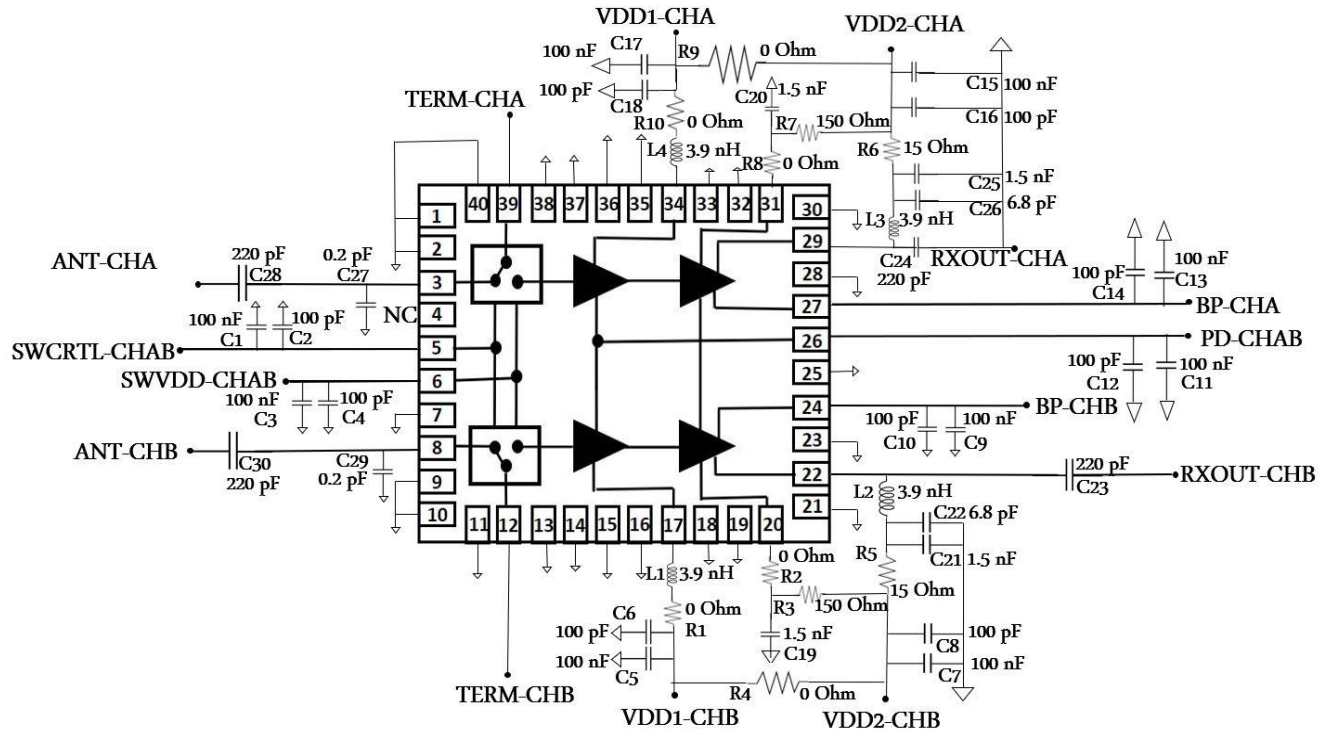 VDD1-CHA
VDD2-CHA
C17
100 nF
R9
0 Ohm
100 pF
C18
C20
1.5 nF
C15
100 nF
C16
100 pF
TERM-CHA
R10
0 Ohm
R7
150 Ohm
R6
15 Ohm
L4
3.9 nH
R8
0 Ohm
C25
1.5 nF
C26
6.8 pF
L3
3.9 nH
40
39
38
37
36
35
34
33
32
31
1
2
3
4
5
6
7
8
9
10
30
29
28
27
26
25
24
23
22
21
C24
220 pF
RXOUT-CHA
ANT-CHA
220 pF
C28
0.2 pF
C27
NC
100 nF
C1
100 pF
C2
SWCRTL-CHAB
SWVDD-CHAB
100 nF
C3
100 pF
C4
ANT-CHB
C30
220 pF
C29
0.2 pF
100 pF
C14
100 nF
C13
BP-CHA
PD-CHAB
100 pF
C12
100 nF
C11
BP-CHB
100 pF
C10
100 nF
C9
220 pF
C23
RXOUT-CHB
L2
3.9 nH
C22
6.8 pF
C21
1.5 nF
R5
15 Ohm
11
12
13
14
15
16
17
18
19
20
L1
3.9 nH
0 Ohm
R2
R3
150 Ohm
0 Ohm
R1
C6
100 pF
100 nF
C5
1.5 nF
C19
C8
100 pF
C7
100 nF
R4
0 Ohm
TERM-CHB
VDD1-CHB
VDD2-CHB